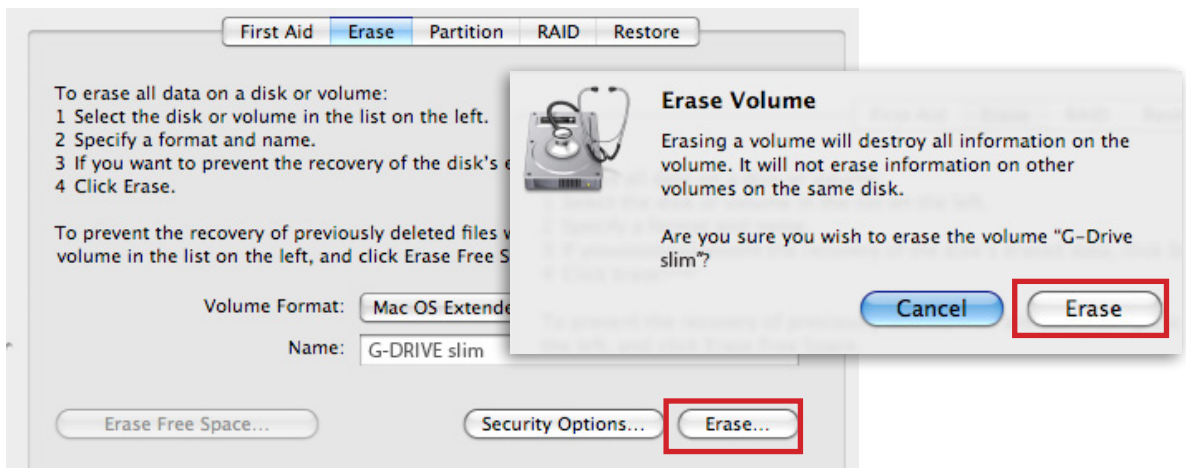 First Aid Erase Partition RAID Restore
To erase all data on a disk or volume:
1 Select the disk or volume in the list on the left.
2 Specify a format and name.
3 If you want to prevent the recovery of the disk's
4 Click Erase.
To prevent the recovery of previously deleted files
volume in the list on the left, and click Erase Free
Volume Format: Mac OS Extende
Name: G-DRIVE slim
Erase Free Space... Security Options... Erase...
Erase Volume
Erasing a volume will destroy all information on the
volume. It will not erase information on other
volumes on the same disk.
Are you sure you wish to erase the volume “G-Drive
slim”?
Cancel Erase